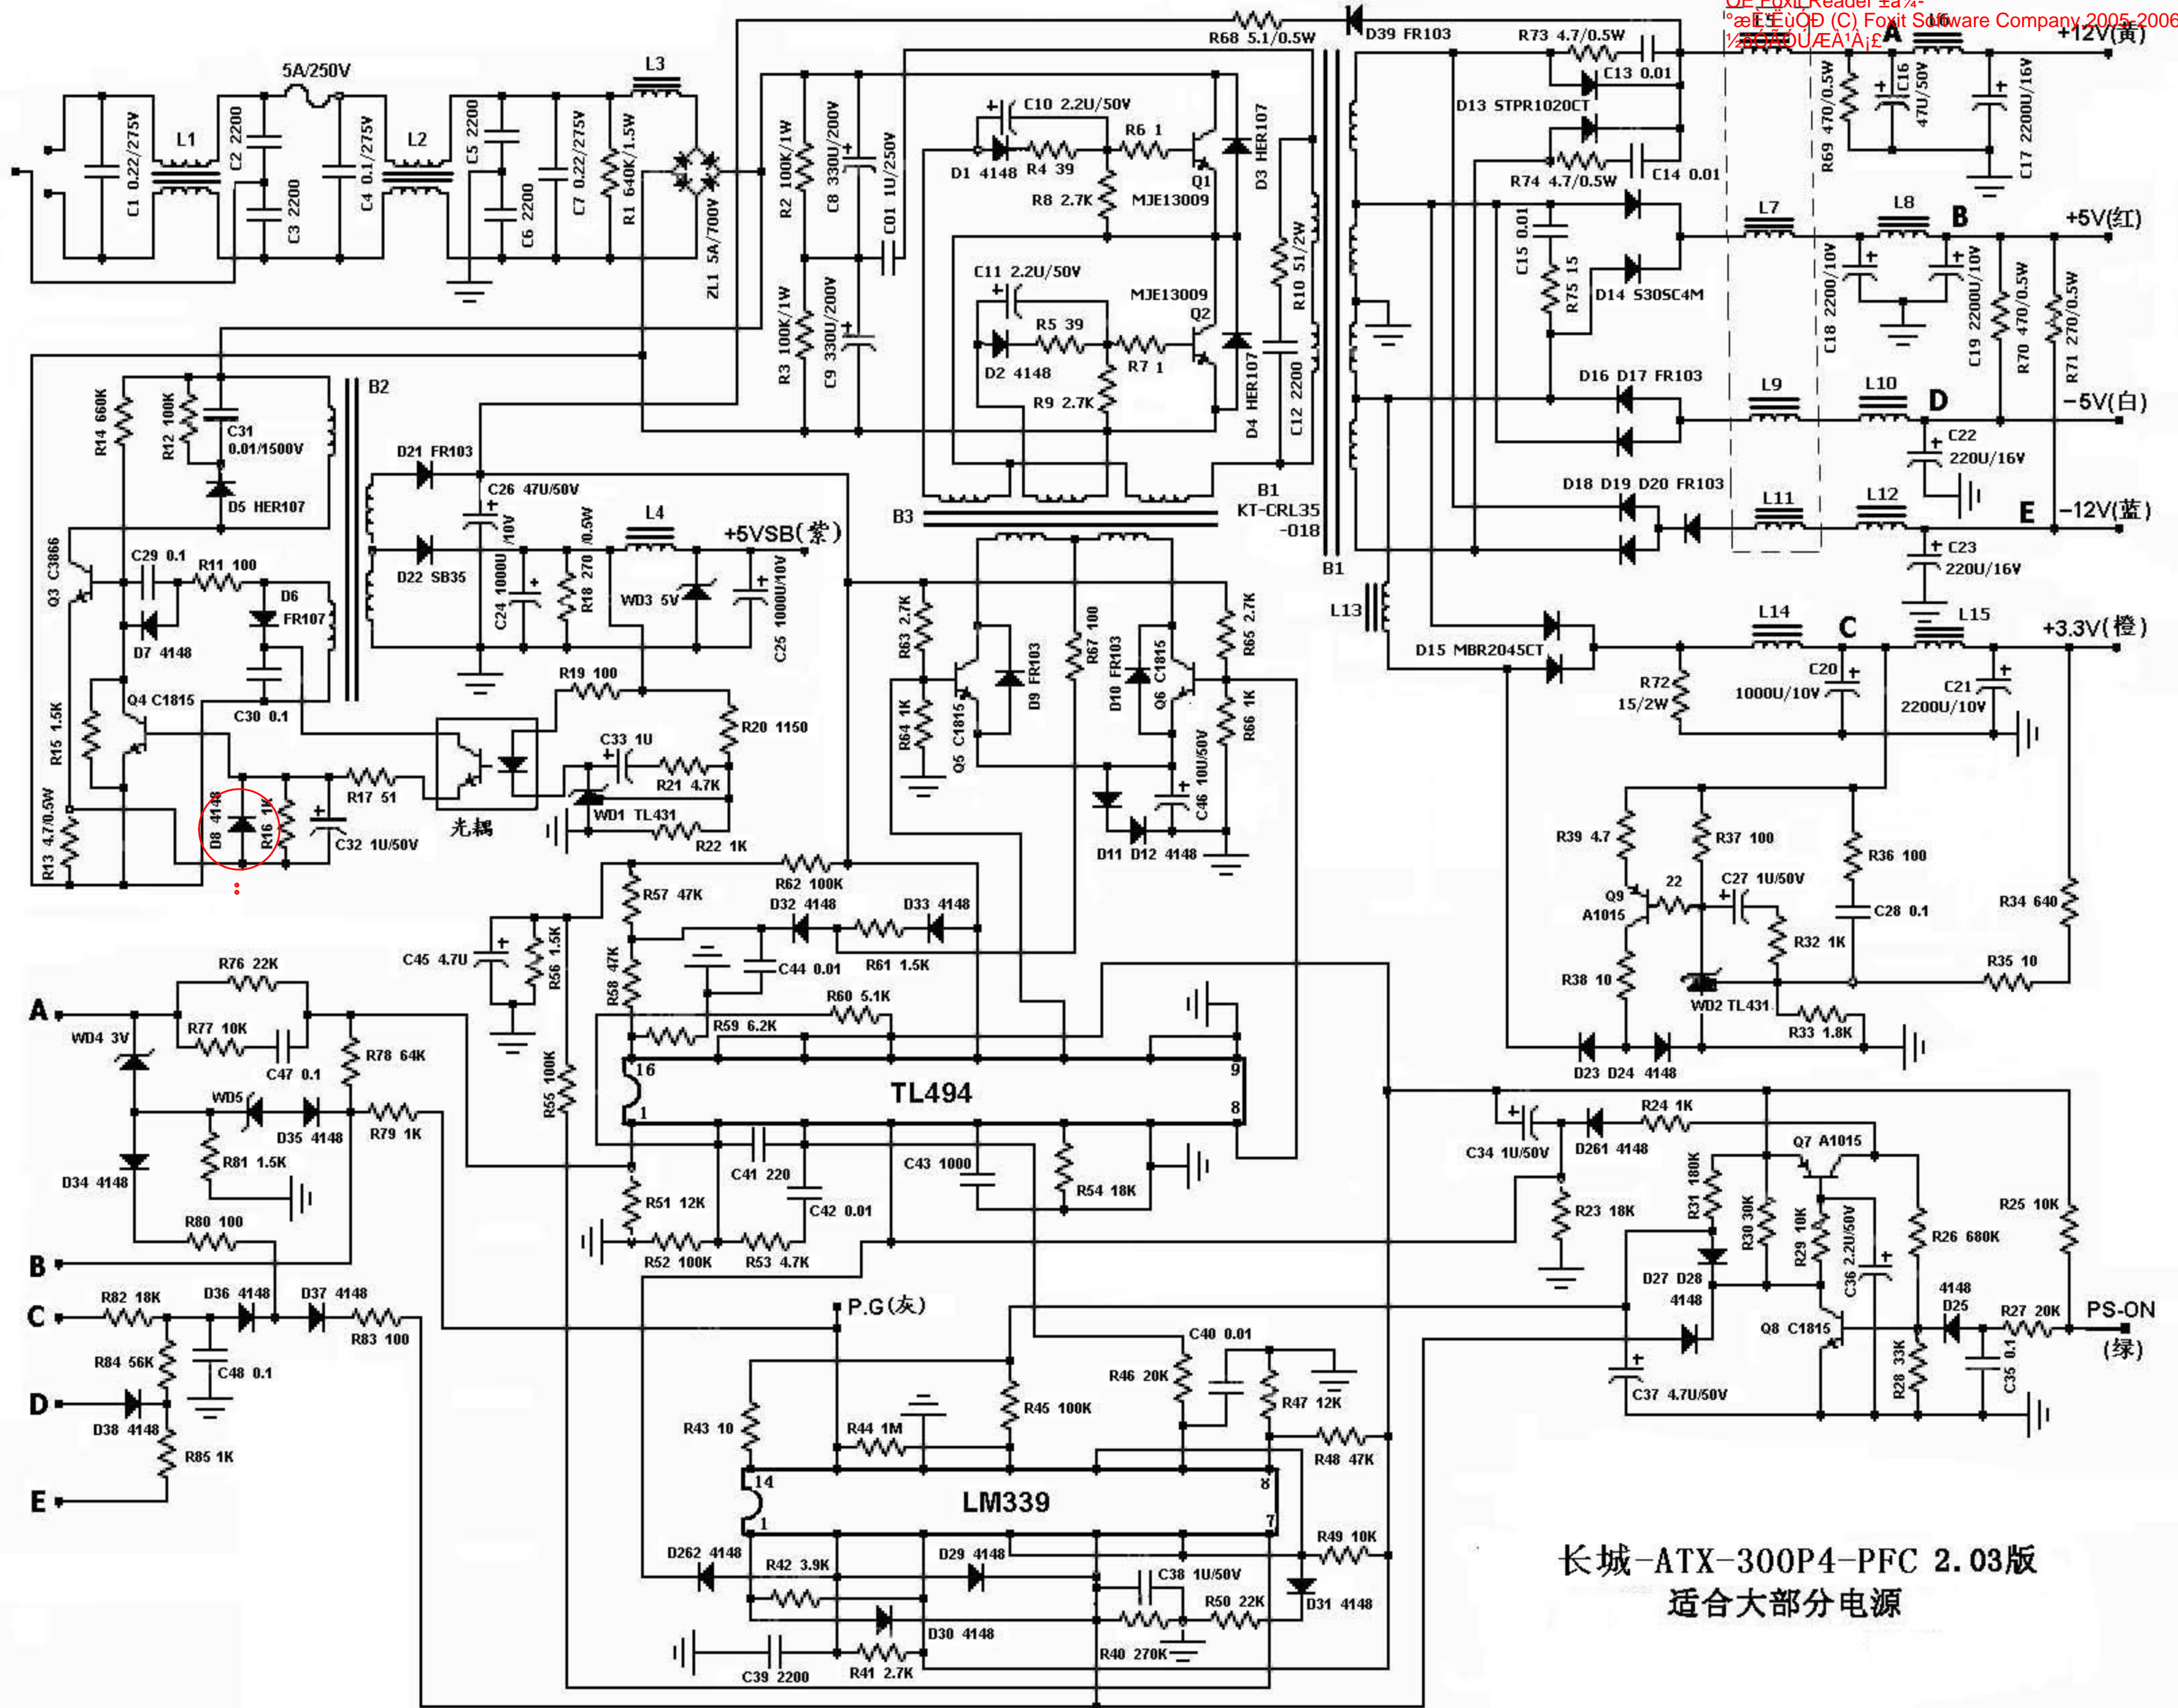 Foxit Reader
(C) Foxit Software Company,2005-2006
5A/250V
L1
L2
L3
C1 0.22/275V
C2 2200
C3 2200
C4 0.1/275V
C5 2200
C6 2200
C7 0.22/275V
R1 640K/1.5W
ZL1 5A/700V
R2 100K/1W
R3 100K/1W
C8 330U/200V
C9 330U/200V
C01 1U/250V
R68 5.1/0.5W
D39 FR103
C10 2.2U/50V
D1 4148
R4 39
R6 1
R8 2.7K
Q1
MJE13009
D3 HER107
C11 2.2U/50V
D2 4148
R5 39
R7 1
R9 2.7K
MJE13009
Q2
D4 HER107
R10 51/2W
C12 2200
B1
KT-CRL35
-018
B1
B3
R73 4.7/0.5W
C13 0.01
D13 STPR1020CT
R74 4.7/0.5W
C14 0.01
C15 0.01
R75 15
D14 S30SC4M
D16 D17 FR103
D18 D19 D20 FR103
D15 MBR2045CT
L13
L5
L6
L7
L8
L9
L10
L11
L12
L14
L15
A
B
D
E
C
+12V(黄)
+5V(红)
-5V(白)
-12V(蓝)
+3.3V(橙)
R69 470/0.5W
C16
47U/50V
C17 2200U/16V
C18 2200/10V
C19 2200U/10V
R70 470/0.5W
R71 270/0.5W
C22
220U/16V
C23
220U/16V
R72
15/2W
C20
1000U/10V
C21
2200U/10V
R14 660K
R12 100K
C31
0.01/1500V
D5 HER107
B2
Q3 C3866
C29 0.1
R11 100
D6
FR107
D7 4148
C30 0.1
Q4 C1815
R15 1.5K
R13 4.7/0.5W
D8 4148
R16 1K
C32 1U/50V
R17 51
光耦
D21 FR103
C26 47U/50V
D22 SB35
C24 1000U
/10V
R18 270
/0.5W
L4
WD3 5V
+5VSB(紫)
C25 1000U/10V
R19 100
R20 1150
C33 1U
R21 4.7K
WD1 TL431
R22 1K
R63 2.7K
R64 1K
Q5 C1815
D9 FR103
R67 100
D10 FR103
Q6 C1815
R65 2.7K
R66 1K
C46 10U/50V
D11 D12 4148
R39 4.7
R37 100
R36 100
Q9
A1015
22
C27 1U/50V
C28 0.1
R32 1K
R34 640
R35 10
R38 10
WD2 TL431
R33 1.8K
D23 D24 4148
R57 47K
R62 100K
D32 4148
D33 4148
C45 4.7U
R56 1.5K
R58 47K
C44 0.01
R61 1.5K
R60 5.1K
R59 6.2K
R55 100K
16
9
TL494
1
8
C41 220
C42 0.01
C43 1000
R54 18K
R51 12K
R52 100K
R53 4.7K
A
R76 22K
R77 10K
C47 0.1
WD4 3V
R78 64K
WD5
D35 4148
R79 1K
D34 4148
R81 1.5K
R80 100
B
C
R82 18K
D36 4148
D37 4148
R83 100
R84 56K
C48 0.1
D
D38 4148
R85 1K
E
P.G(灰)
C40 0.01
R46 20K
R47 12K
R43 10
R44 1M
R45 100K
R48 47K
14
8
LM339
1
7
D262 4148
R42 3.9K
D29 4148
C38 1U/50V
R49 10K
R50 22K
D31 4148
D30 4148
R40 270K
C39 2200
R41 2.7K
C34 1U/50V
D261 4148
R24 1K
R23 18K
Q7 A1015
R31 180K
R30 30K
R29 10K
C36 2.2U/50V
R26 680K
R25 10K
D27 D28
4148
4148
D25
R27 20K
PS-ON
(绿)
Q8 C1815
R28 33K
C35 0.1
C37 4.7U/50V
长城-ATX-300P4-PFC 2.03版
适合大部分电源